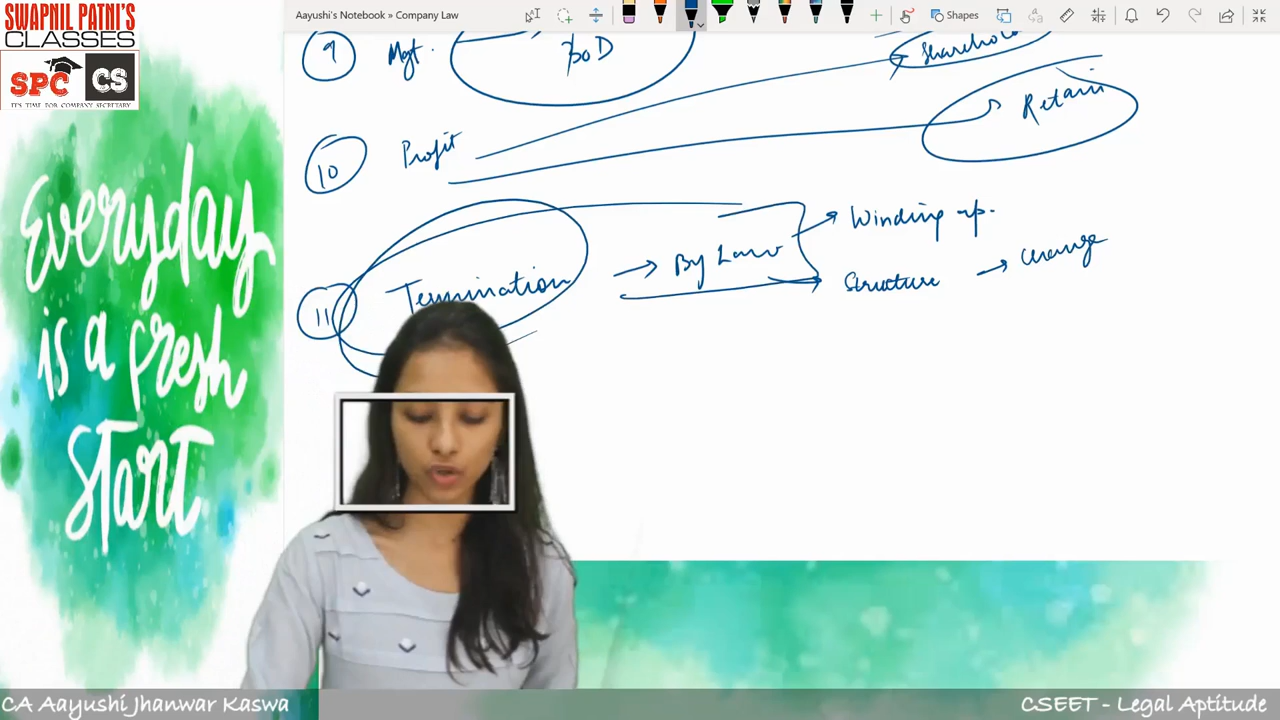 SWAPNIL PATNI'S
CLASSES
SPC CS
IT'S TIME FOR COMPANY SECRETARY
Everyday
is a fresh
Start
Aayushi's Notebook » Company Law
Shapes
9 Mgt. BoD
10 Profit Retain
11 Termination → By Law → Winding up.
→ Structure → change
CA Aayushi Jhanwar Kaswa
CSEET - Legal Aptitude